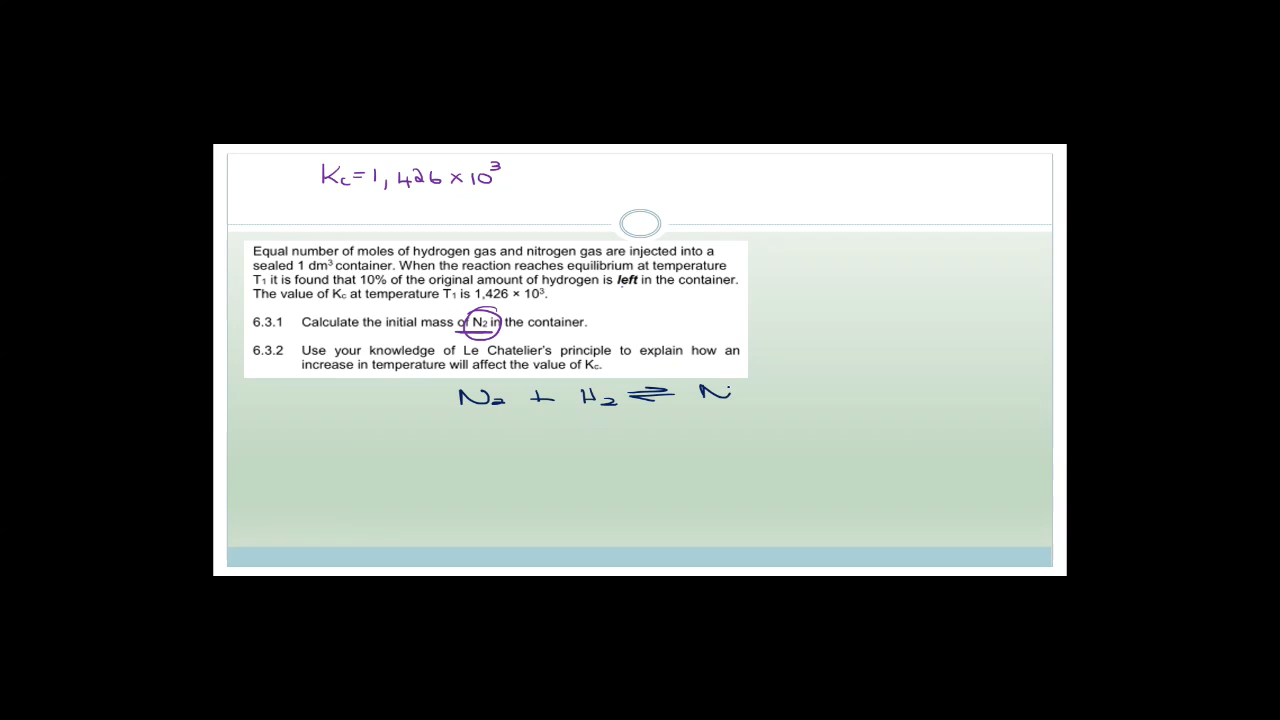 Kc = 1,426 × 10³
Equal number of moles of hydrogen gas and nitrogen gas are injected into a
sealed 1 dm³ container. When the reaction reaches equilibrium at temperature
T₁ it is found that 10% of the original amount of hydrogen is left in the container.
The value of Kc at temperature T₁ is 1,426 × 10³.
6.3.1 Calculate the initial mass of N₂ in the container.
6.3.2 Use your knowledge of Le Chatelier's principle to explain how an
increase in temperature will affect the value of Kc.
N₂ + H₂ ⇌ N